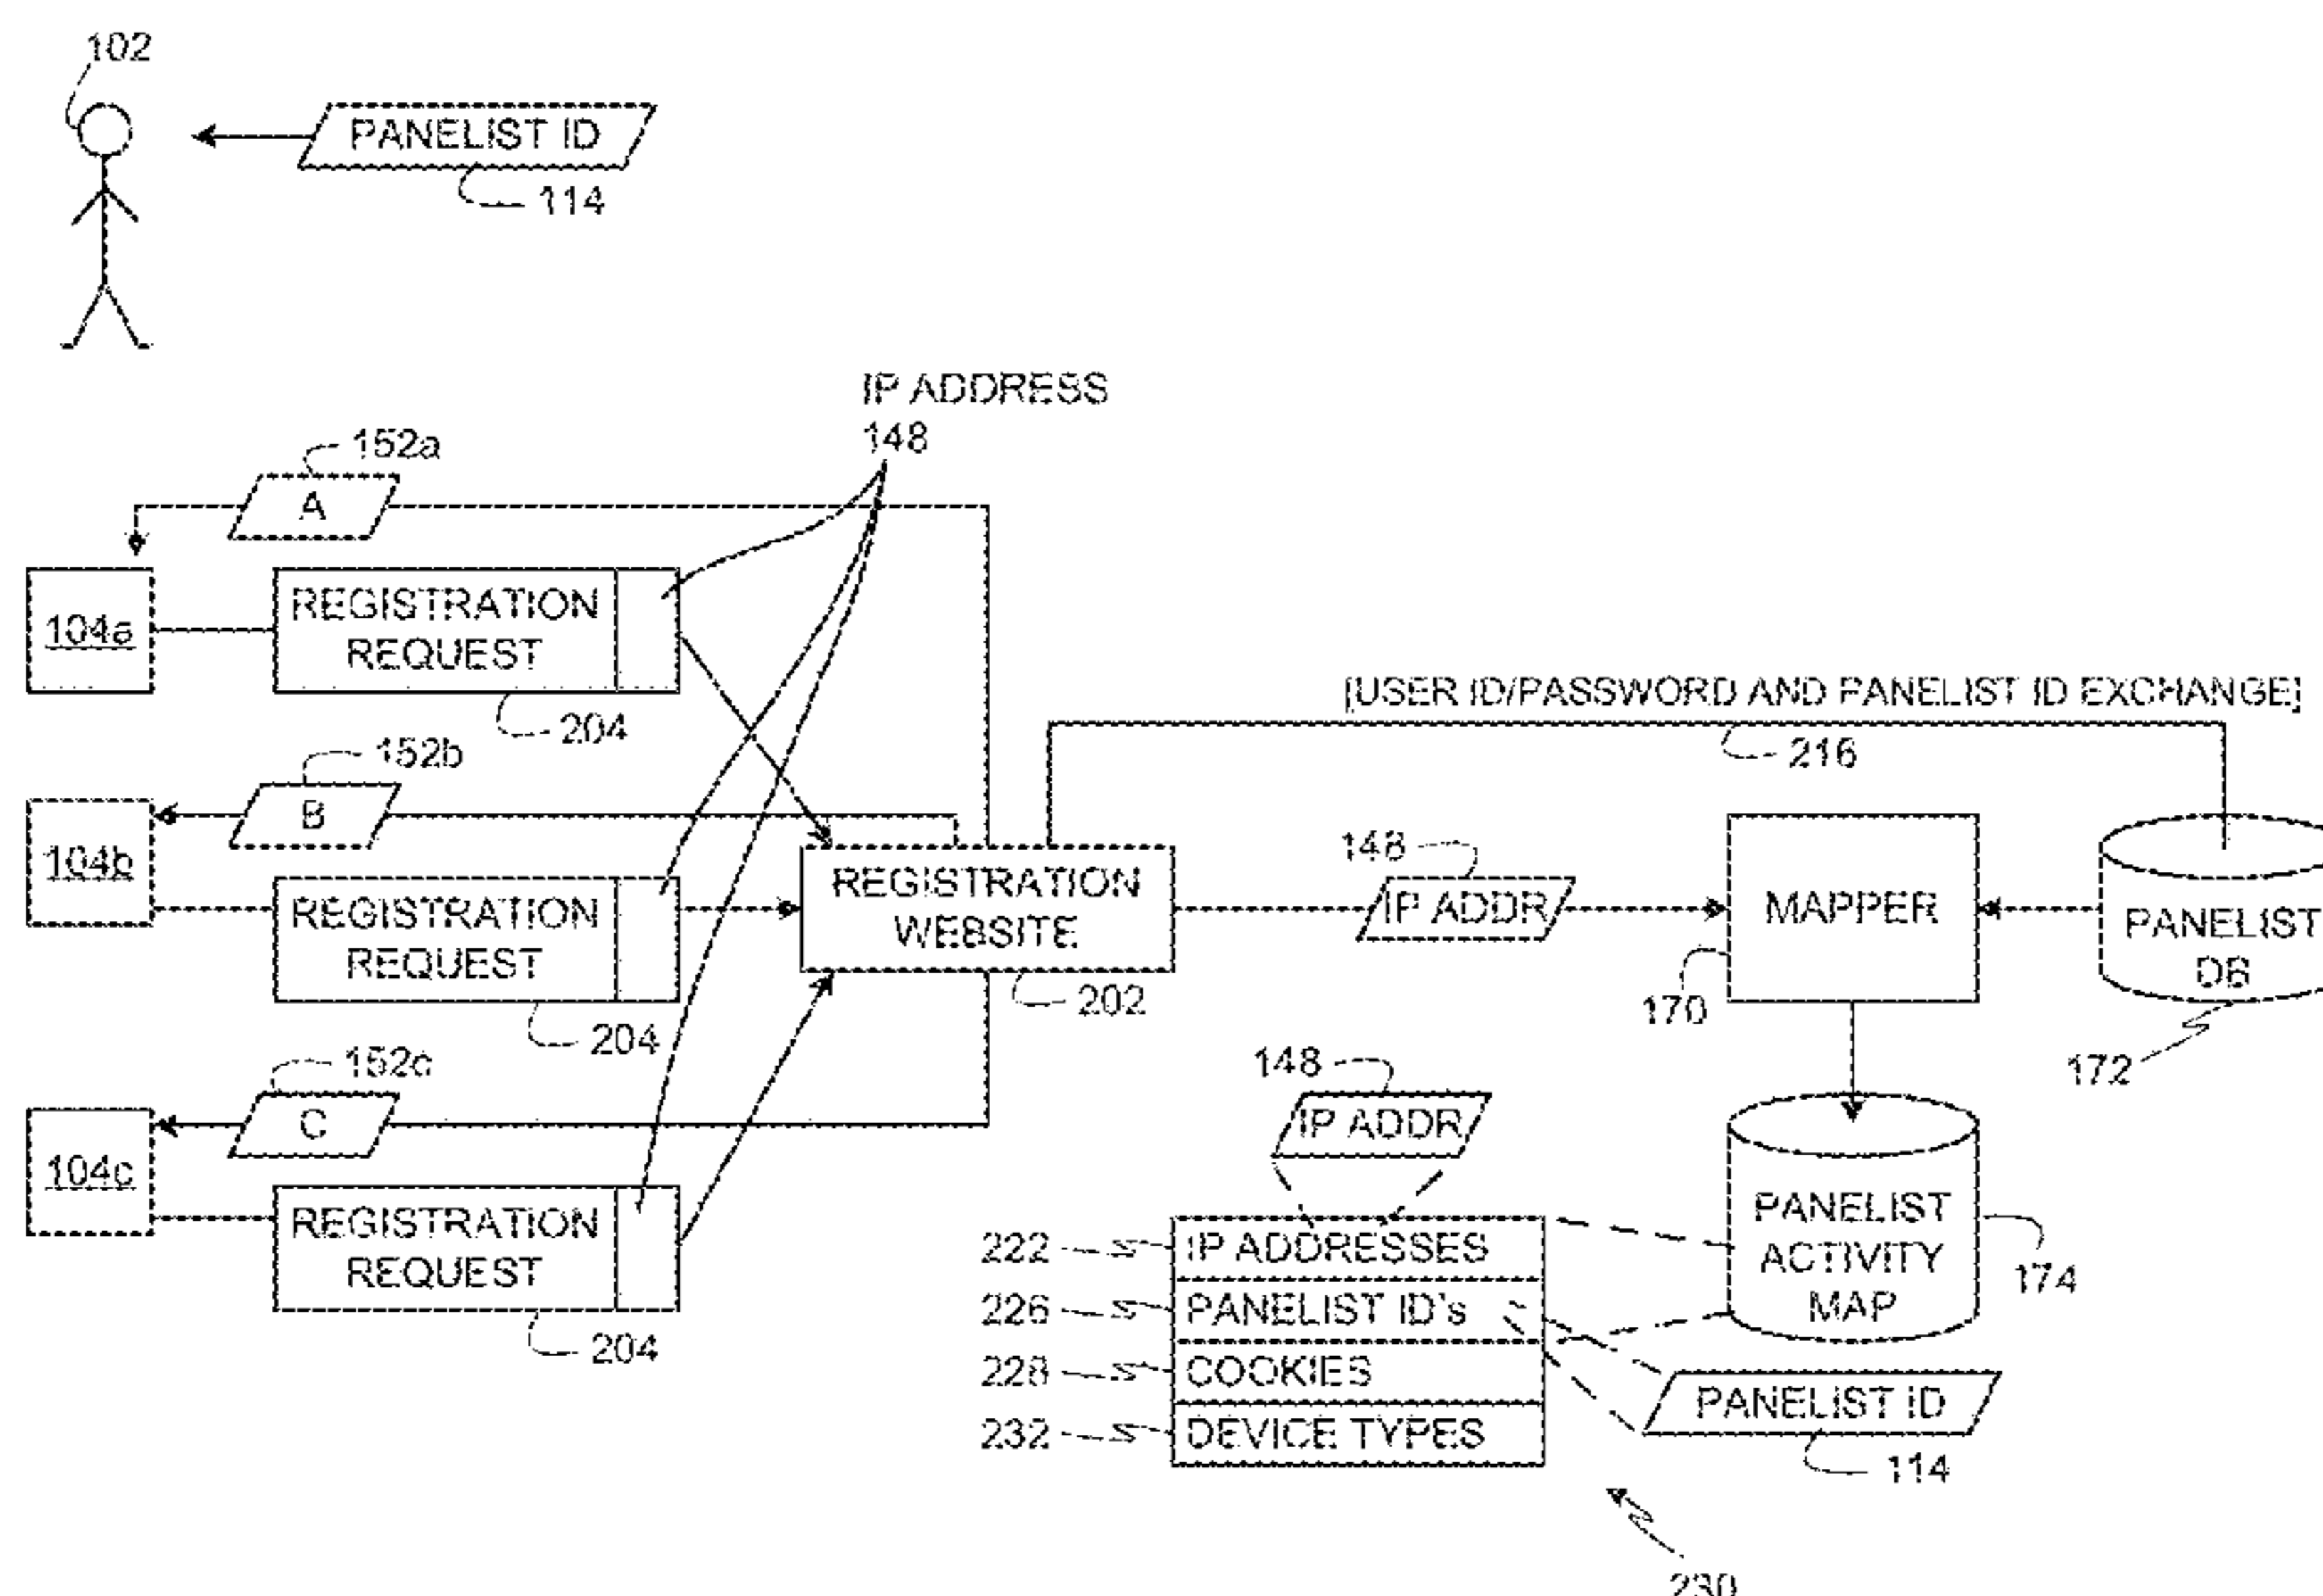 102
PANELIST ID
114
IP ADDRESS
148
152a
A
104a
REGISTRATION
REQUEST
204
[USER ID/PASSWORD AND PANELIST ID EXCHANGE]
216
152b
B
104b
REGISTRATION
REQUEST
204
REGISTRATION
WEBSITE
202
148
IP ADDR
MAPPER
170
PANELIST
DB
172
152c
C
104c
REGISTRATION
REQUEST
204
148
IP ADDR
222
IP ADDRESSES
226
PANELIST ID's
228
COOKIES
232
DEVICE TYPES
PANELIST
ACTIVITY
MAP
174
PANELIST ID
114
230